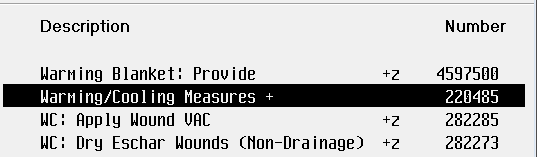 Description Number
Warming Blanket: Provide +z 4597500
Warming/Cooling Measures + 220485
WC: Apply Wound VAC +z 282285
WC: Dry Eschar Wounds (Non-Drainage) +z 282273